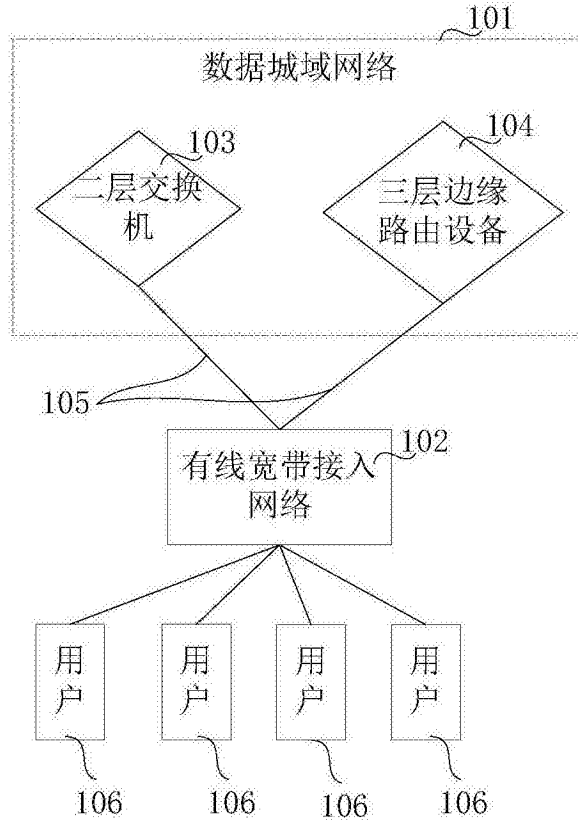 101
数据城域网络
103
104
二层交换
机
三层边缘
路由设备
105
102
有线宽带接入
网络
用
户
用
户
用
户
用
户
106
106
106
106